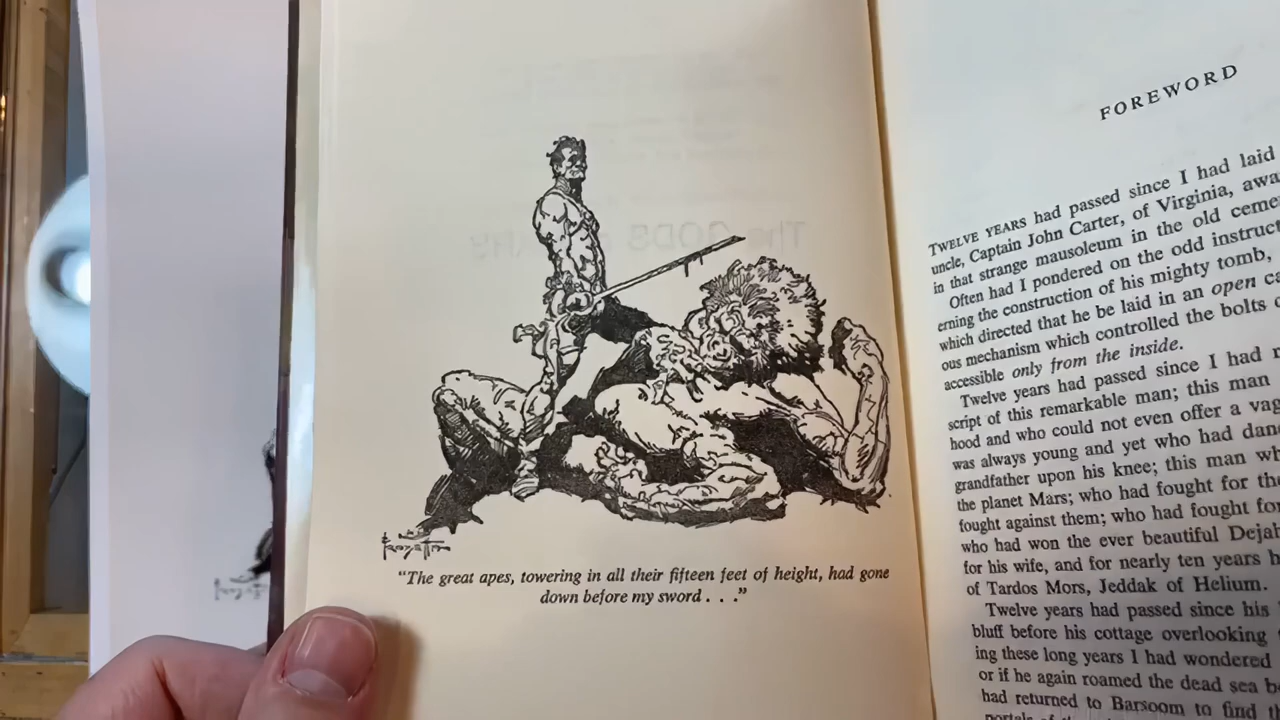 Frazetta
"The great apes, towering in all their fifteen feet of height, had gone
down before my sword . . ."
FOREWORD
TWELVE YEARS had passed since I had laid
uncle, Captain John Carter, of Virginia,
in that strange mausoleum in the old
Often had I pondered on the odd
erning the construction of his mighty tomb,
which directed that he be laid in an open
ous mechanism which controlled the bolts
accessible only from the inside.
Twelve years had passed since I had
script of this remarkable man; this man
hood and who could not even offer a
was always young and yet who had
grandfather upon his knee; this man
the planet Mars; who had fought for
fought against them; who had fought for
who had won the ever beautiful Dejah
for his wife, and for nearly ten years
of Tardos Mors, Jeddak of Helium.
Twelve years had passed since his
bluff before his cottage overlooking
ing these long years I had wondered
or if he again roamed the dead sea
had returned to Barsoom to find